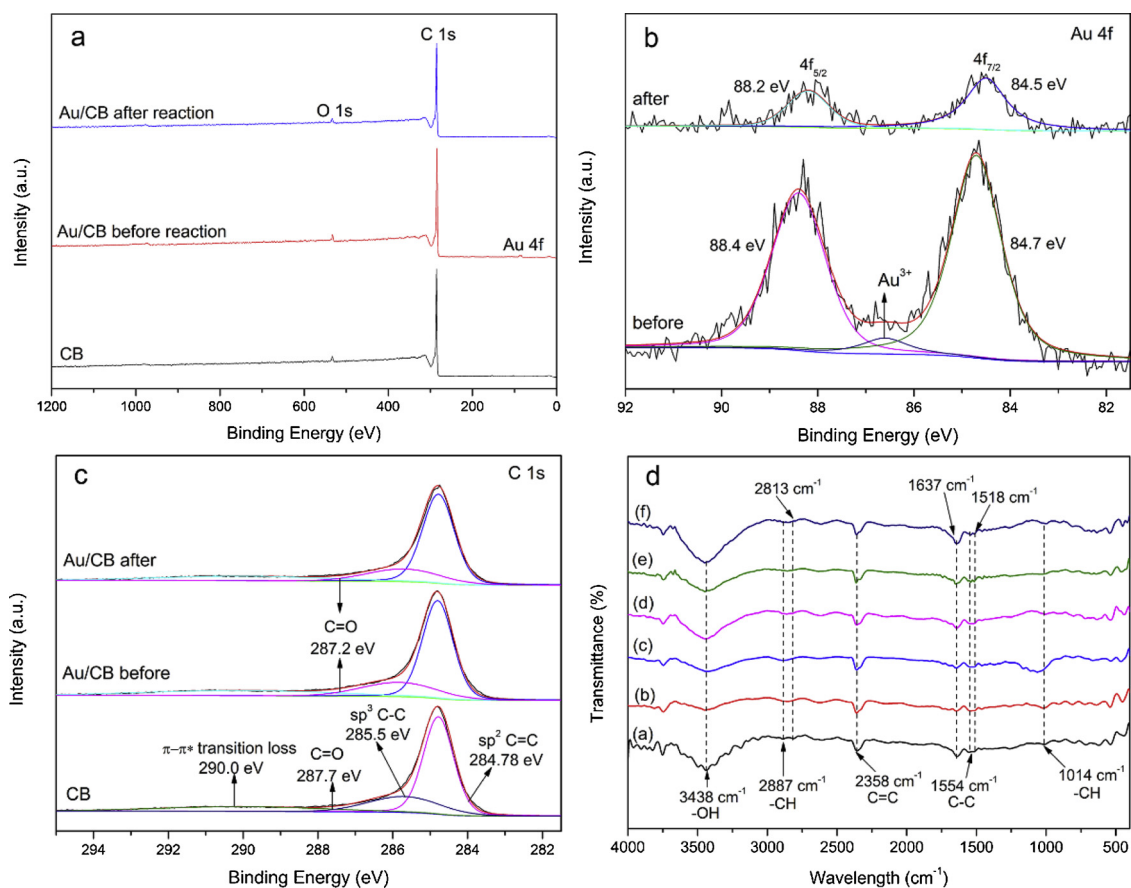 a
C 1s
Au/CB after reaction
O 1s
Au/CB before reaction
Au 4f
CB
1200 1000 800 600 400 200 0
Binding Energy (eV)
Intensity (a.u.)
b
Au 4f
4f5/2
4f7/2
88.2 eV
84.5 eV
after
88.4 eV
84.7 eV
Au3+
before
92 90 88 86 84 82
Binding Energy (eV)
Intensity (a.u.)
c
C 1s
Au/CB after
C=O
287.2 eV
Au/CB before
sp3 C-C
285.5 eV
π-π* transition loss
290.0 eV
C=O
287.7 eV
sp2 C=C
284.78 eV
CB
294 292 290 288 286 284 282
Binding Energy (eV)
Intensity (a.u.)
d
2813 cm-1
1637 cm-1
1518 cm-1
(f)
(e)
(d)
(c)
(b)
(a)
3438 cm-1
-OH
2887 cm-1
-CH
2358 cm-1
C=C
1554 cm-1
C-C
1014 cm-1
-CH
4000 3500 3000 2500 2000 1500 1000 500
Wavelength (cm-1)
Transmittance (%)